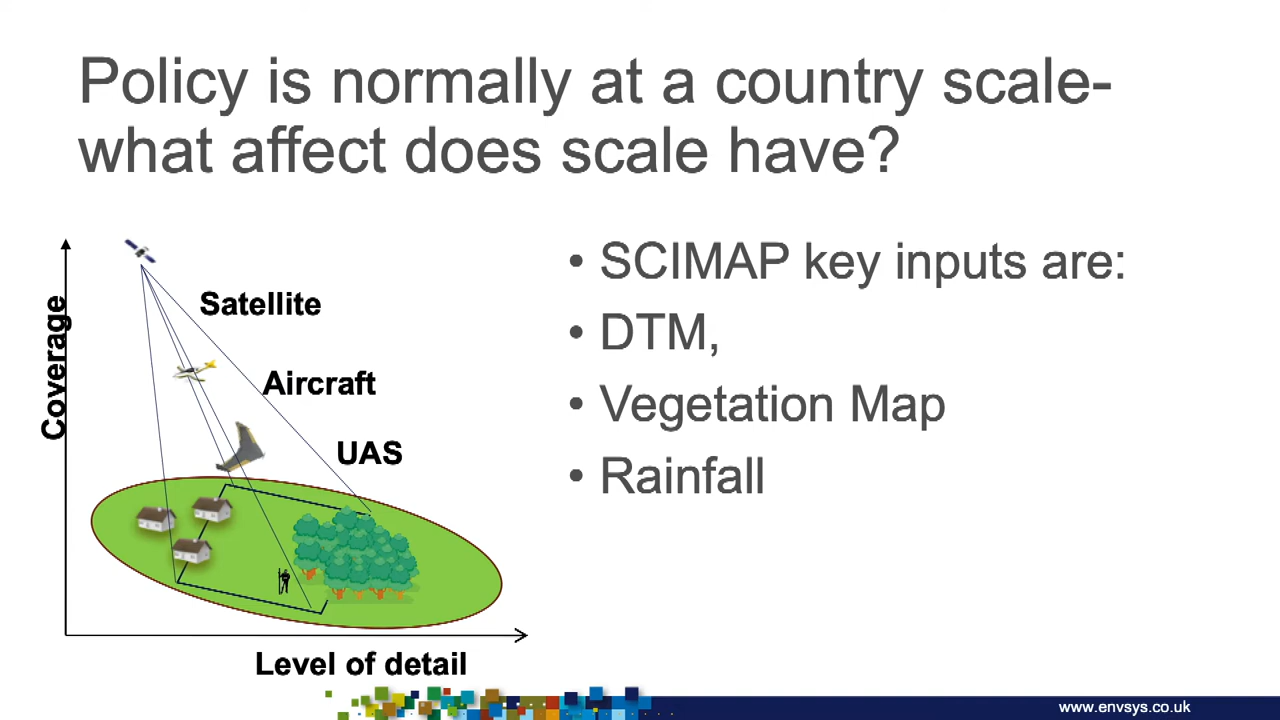 Policy is normally at a country scale-
what affect does scale have?
Coverage
Satellite
Aircraft
UAS
Level of detail
• SCIMAP key inputs are:
• DTM,
• Vegetation Map
• Rainfall
www.envsys.co.uk